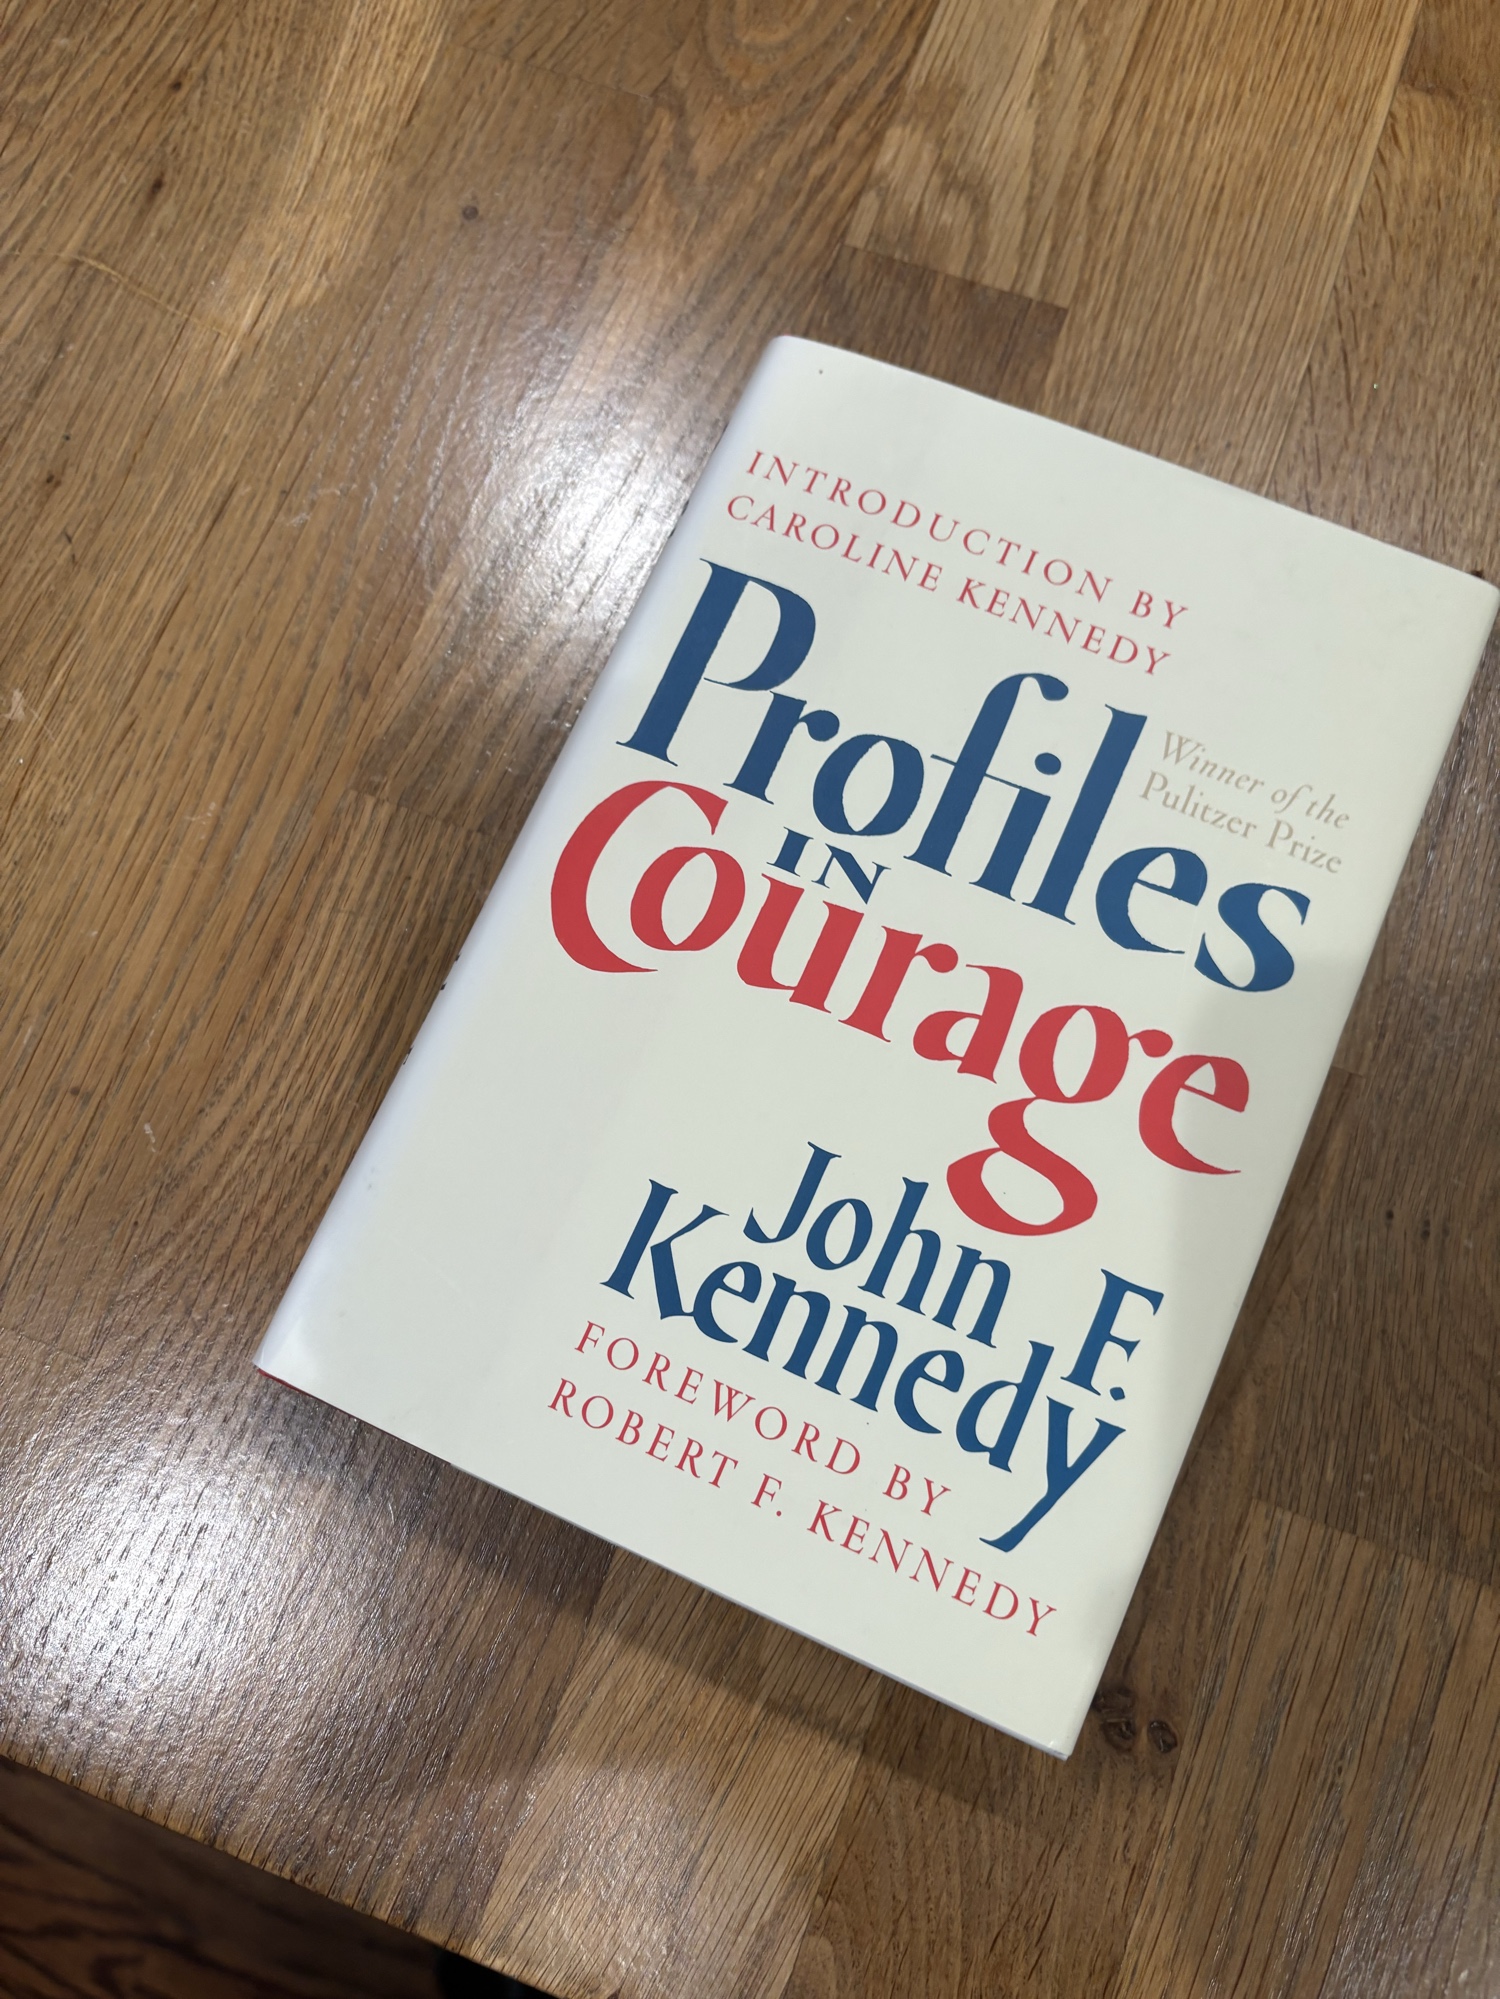 INTRODUCTION BY
CAROLINE KENNEDY
Profiles
Winner of the
Pulitzer Prize
IN
Courage
John F.
Kennedy
FOREWORD BY
ROBERT F. KENNEDY